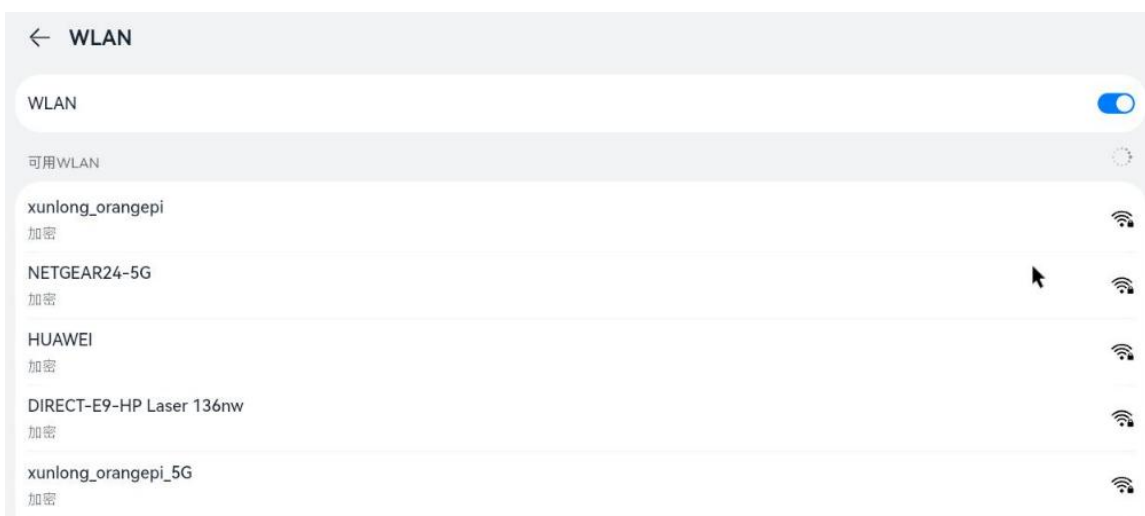 WLAN
WLAN
可用WLAN
xunlong_orangepi
加密
NETGEAR24-5G
加密
HUAWEI
加密
DIRECT-E9-HP Laser 136nw
加密
xunlong_orangepi_5G
加密